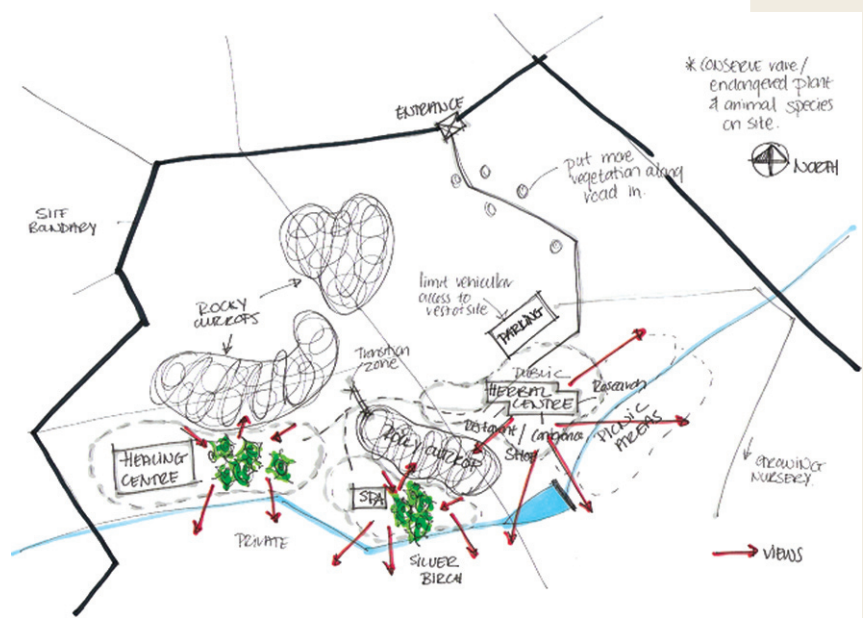 * CONSERVE rare/
endangered plant
& animal species
on site.
NORTH
ENTRANCE
put more
vegetation along
road in.
SITE
BOUNDARY
ROCKY
OUTCROPS
limit vehicular
access to
rest of site
PARKING
Transition
zone
PUBLIC
HERBAL
CENTRE
Research
Restaurant/
Conference
Shop
PICNIC
AREAS
ROCKY OUTCROP
HEALING
CENTRE
SPA
GROWING
NURSERY
PRIVATE
SILVER
BIRCH
VIEWS